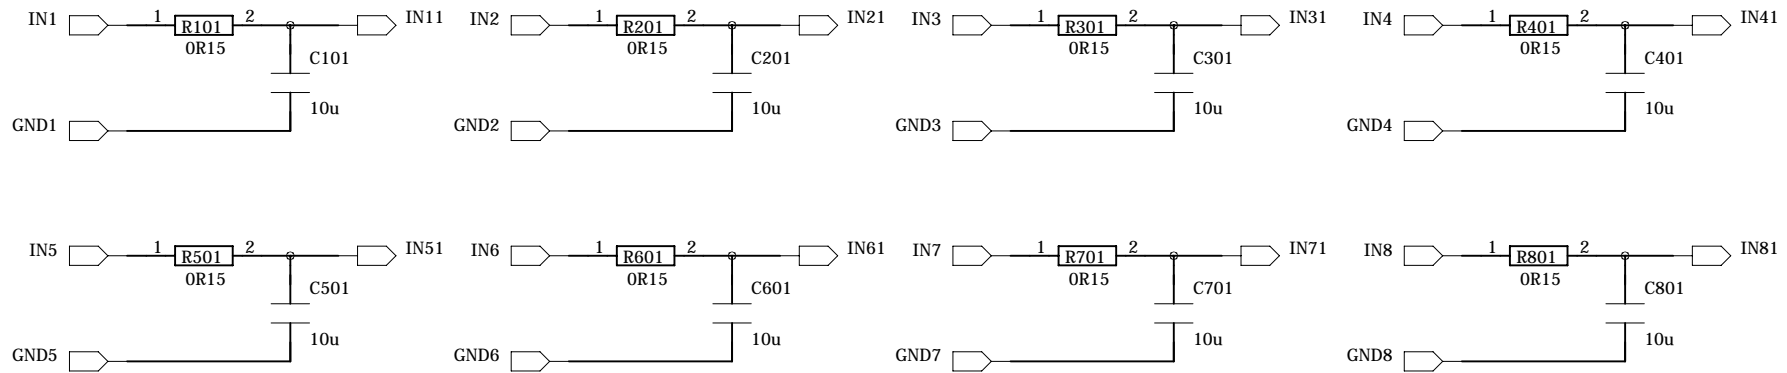 IN1 1 R101 2 IN11 IN2 1 R201 2 IN21 IN3 1 R301 2 IN31 IN4 1 R401 2 IN41
0R15 0R15 0R15 0R15
C101 C201 C301 C401
10u 10u 10u 10u
GND1 GND2 GND3 GND4
IN5 1 R501 2 IN51 IN6 1 R601 2 IN61 IN7 1 R701 2 IN71 IN8 1 R801 2 IN81
0R15 0R15 0R15 0R15
C501 C601 C701 C801
10u 10u 10u 10u
GND5 GND6 GND7 GND8